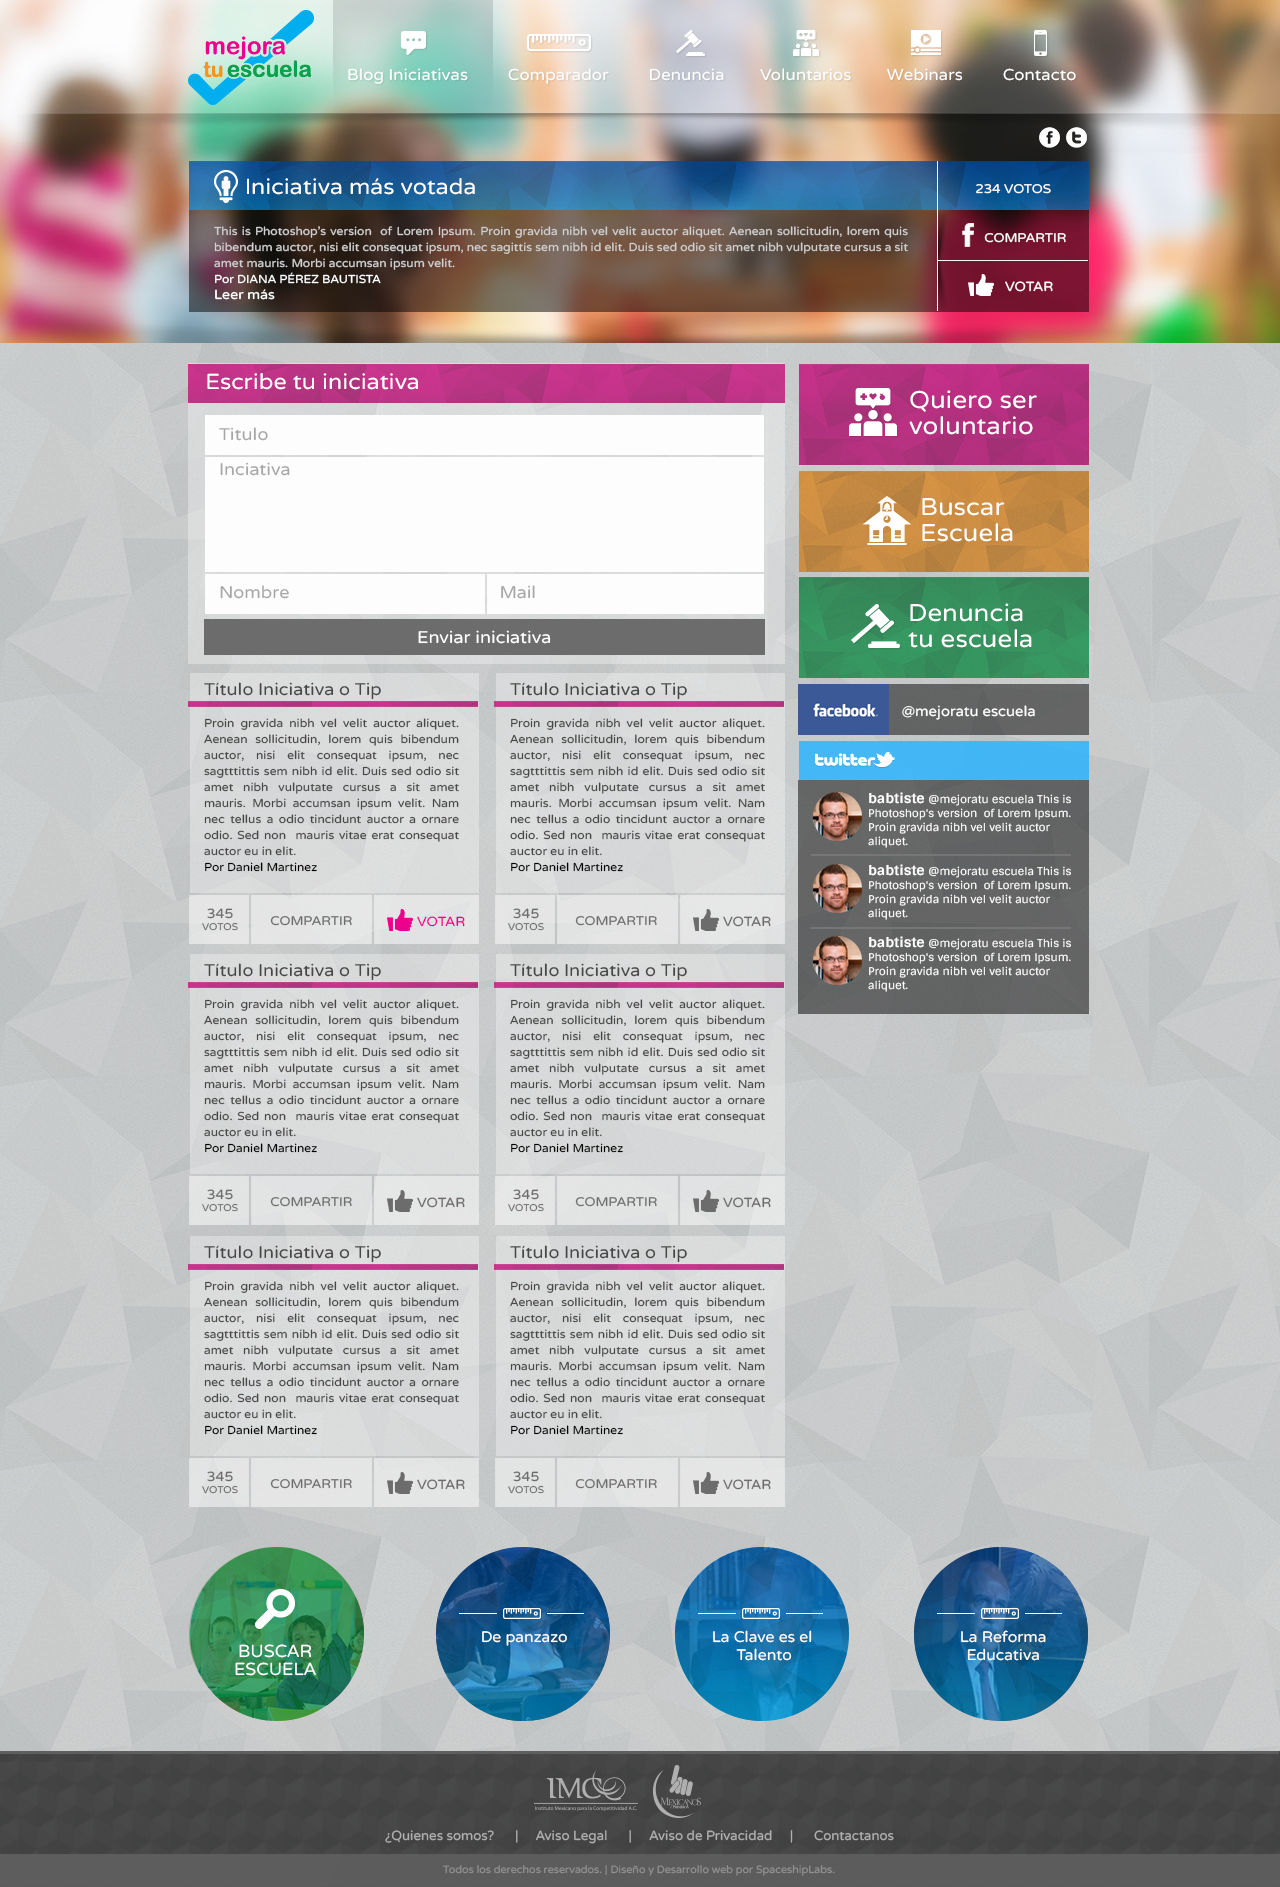 mejora
tu escuela
Blog Iniciativas
Comparador
Denuncia
Voluntarios
Webinars
Contacto
Iniciativa más votada
234 VOTOS
This is Photoshop's version  of Lorem Ipsum. Proin gravida nibh vel velit auctor aliquet. Aenean sollicitudin, lorem quis
bibendum auctor, nisi elit consequat ipsum, nec sagittis sem nibh id elit. Duis sed odio sit amet nibh vulputate cursus a sit
amet mauris. Morbi accumsan ipsum velit.
Por DIANA PÉREZ BAUTISTA
Leer más
COMPARTIR
VOTAR
Escribe tu iniciativa
Titulo
Inciativa
Nombre
Mail
Enviar iniciativa
Quiero ser
voluntario
Buscar
Escuela
Denuncia
tu escuela
facebook.
@mejoratu escuela
twitter
babtiste @mejoratu escuela This is
Photoshop's version  of Lorem Ipsum.
Proin gravida nibh vel velit auctor
aliquet.
babtiste @mejoratu escuela This is
Photoshop's version  of Lorem Ipsum.
Proin gravida nibh vel velit auctor
aliquet.
babtiste @mejoratu escuela This is
Photoshop's version  of Lorem Ipsum.
Proin gravida nibh vel velit auctor
aliquet.
Título Iniciativa o Tip
Proin gravida nibh vel velit auctor aliquet.
Aenean sollicitudin, lorem quis bibendum
auctor, nisi elit consequat ipsum, nec
sagtttittis sem nibh id elit. Duis sed odio sit
amet nibh vulputate cursus a sit amet
mauris. Morbi accumsan ipsum velit. Nam
nec tellus a odio tincidunt auctor a ornare
odio. Sed non  mauris vitae erat consequat
auctor eu in elit.
Por Daniel Martinez
345
VOTOS
COMPARTIR
VOTAR
Título Iniciativa o Tip
Proin gravida nibh vel velit auctor aliquet.
Aenean sollicitudin, lorem quis bibendum
auctor, nisi elit consequat ipsum, nec
sagtttittis sem nibh id elit. Duis sed odio sit
amet nibh vulputate cursus a sit amet
mauris. Morbi accumsan ipsum velit. Nam
nec tellus a odio tincidunt auctor a ornare
odio. Sed non  mauris vitae erat consequat
auctor eu in elit.
Por Daniel Martinez
345
VOTOS
COMPARTIR
VOTAR
Título Iniciativa o Tip
Proin gravida nibh vel velit auctor aliquet.
Aenean sollicitudin, lorem quis bibendum
auctor, nisi elit consequat ipsum, nec
sagtttittis sem nibh id elit. Duis sed odio sit
amet nibh vulputate cursus a sit amet
mauris. Morbi accumsan ipsum velit. Nam
nec tellus a odio tincidunt auctor a ornare
odio. Sed non  mauris vitae erat consequat
auctor eu in elit.
Por Daniel Martinez
345
VOTOS
COMPARTIR
VOTAR
Título Iniciativa o Tip
Proin gravida nibh vel velit auctor aliquet.
Aenean sollicitudin, lorem quis bibendum
auctor, nisi elit consequat ipsum, nec
sagtttittis sem nibh id elit. Duis sed odio sit
amet nibh vulputate cursus a sit amet
mauris. Morbi accumsan ipsum velit. Nam
nec tellus a odio tincidunt auctor a ornare
odio. Sed non  mauris vitae erat consequat
auctor eu in elit.
Por Daniel Martinez
345
VOTOS
COMPARTIR
VOTAR
Título Iniciativa o Tip
Proin gravida nibh vel velit auctor aliquet.
Aenean sollicitudin, lorem quis bibendum
auctor, nisi elit consequat ipsum, nec
sagtttittis sem nibh id elit. Duis sed odio sit
amet nibh vulputate cursus a sit amet
mauris. Morbi accumsan ipsum velit. Nam
nec tellus a odio tincidunt auctor a ornare
odio. Sed non  mauris vitae erat consequat
auctor eu in elit.
Por Daniel Martinez
345
VOTOS
COMPARTIR
VOTAR
Título Iniciativa o Tip
Proin gravida nibh vel velit auctor aliquet.
Aenean sollicitudin, lorem quis bibendum
auctor, nisi elit consequat ipsum, nec
sagtttittis sem nibh id elit. Duis sed odio sit
amet nibh vulputate cursus a sit amet
mauris. Morbi accumsan ipsum velit. Nam
nec tellus a odio tincidunt auctor a ornare
odio. Sed non  mauris vitae erat consequat
auctor eu in elit.
Por Daniel Martinez
345
VOTOS
COMPARTIR
VOTAR
BUSCAR
ESCUELA
De panzazo
La Clave es el
Talento
La Reforma
Educativa
IMCO
Instituto Mexicano para la Competitividad A.C.
MEXICANOS
¿Quienes somos?
|
Aviso Legal
|
Aviso de Privacidad
|
Contactanos
Todos los derechos reservados. | Diseño y Desarrollo web por SpaceshipLabs.